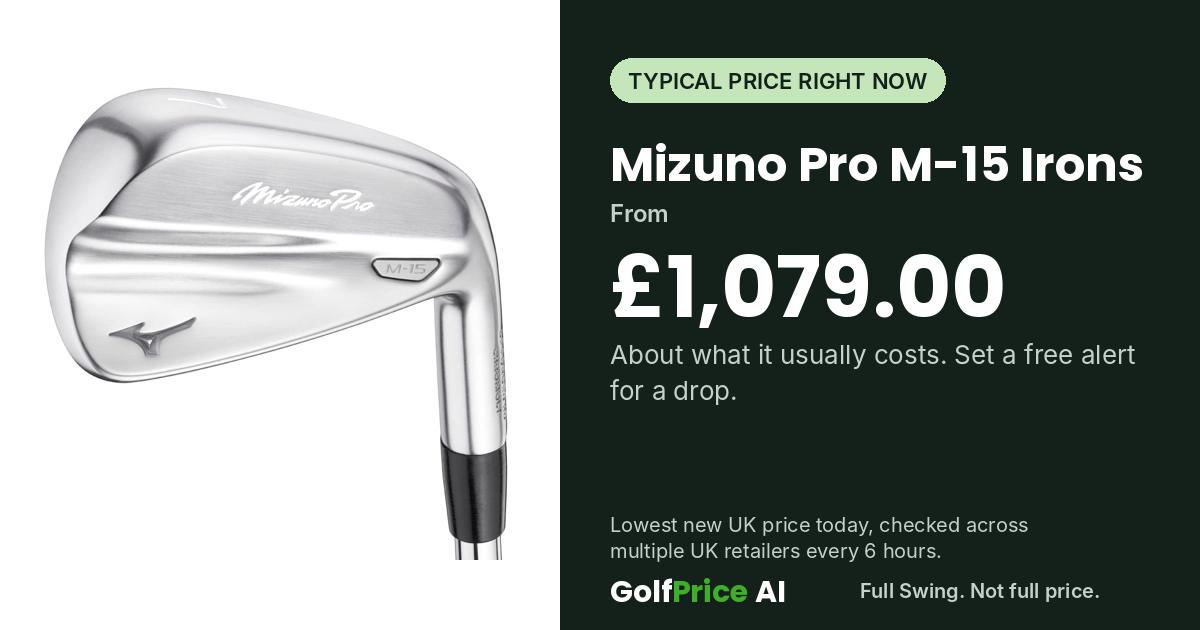 7
Mizuno Pro
M-15
TYPICAL PRICE RIGHT NOW
Mizuno Pro M-15 Irons
From
£1,079.00
About what it usually costs. Set a free alert
for a drop.
Lowest new UK price today, checked across
multiple UK retailers every 6 hours.
GolfPrice AI
Full Swing. Not full price.